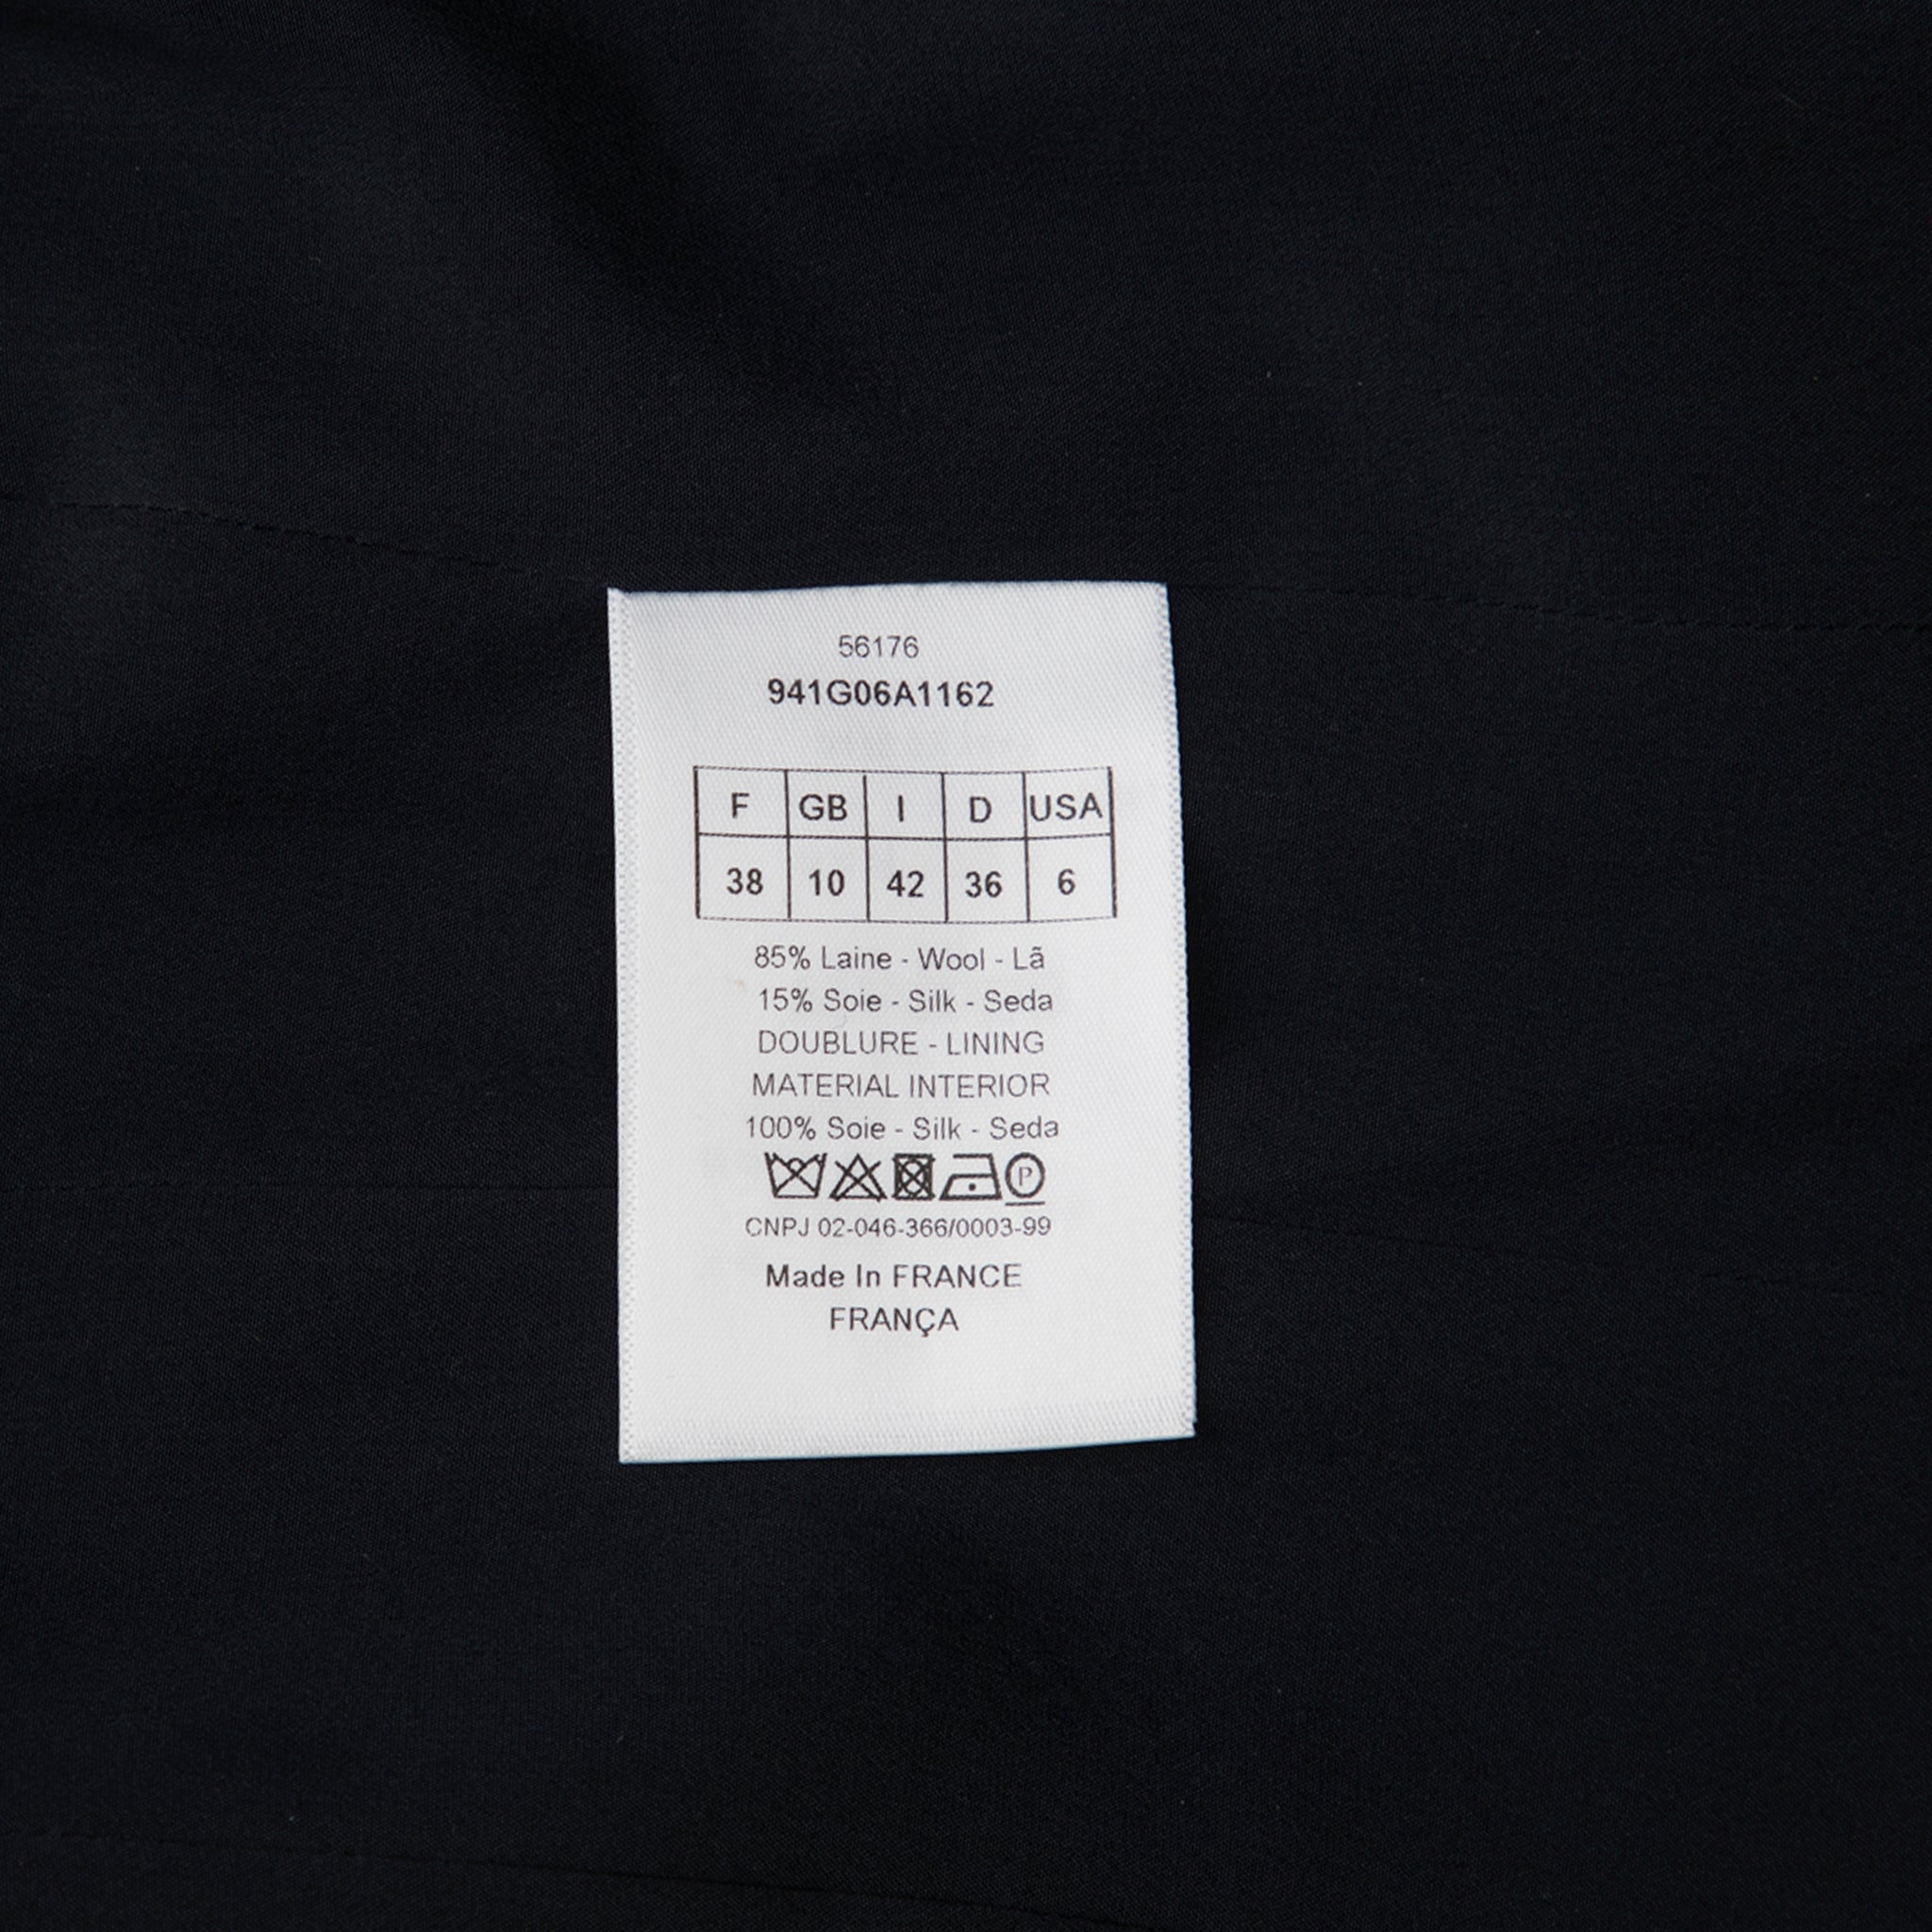 56176
941G06A1162
F GB I D USA
38 10 42 36 6
85% Laine - Wool - Lã
15% Soie - Silk - Seda
DOUBLURE - LINING
MATERIAL INTERIOR
100% Soie - Silk - Seda
P
CNPJ 02-046-366/0003-99
Made In FRANCE
FRANÇA